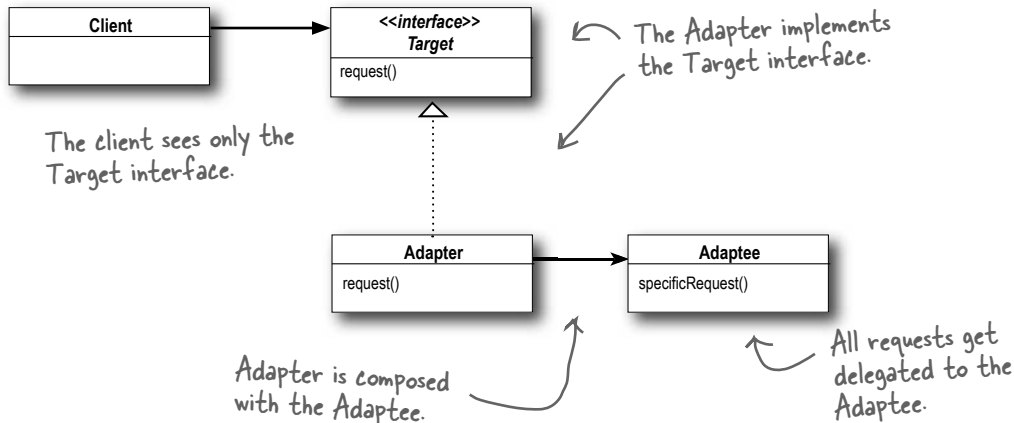 Client
<<interface>>
Target
request()
The Adapter implements
the Target interface.
The client sees only the
Target interface.
Adapter
request()
Adaptee
specificRequest()
Adapter is composed
with the Adaptee.
All requests get
delegated to the
Adaptee.